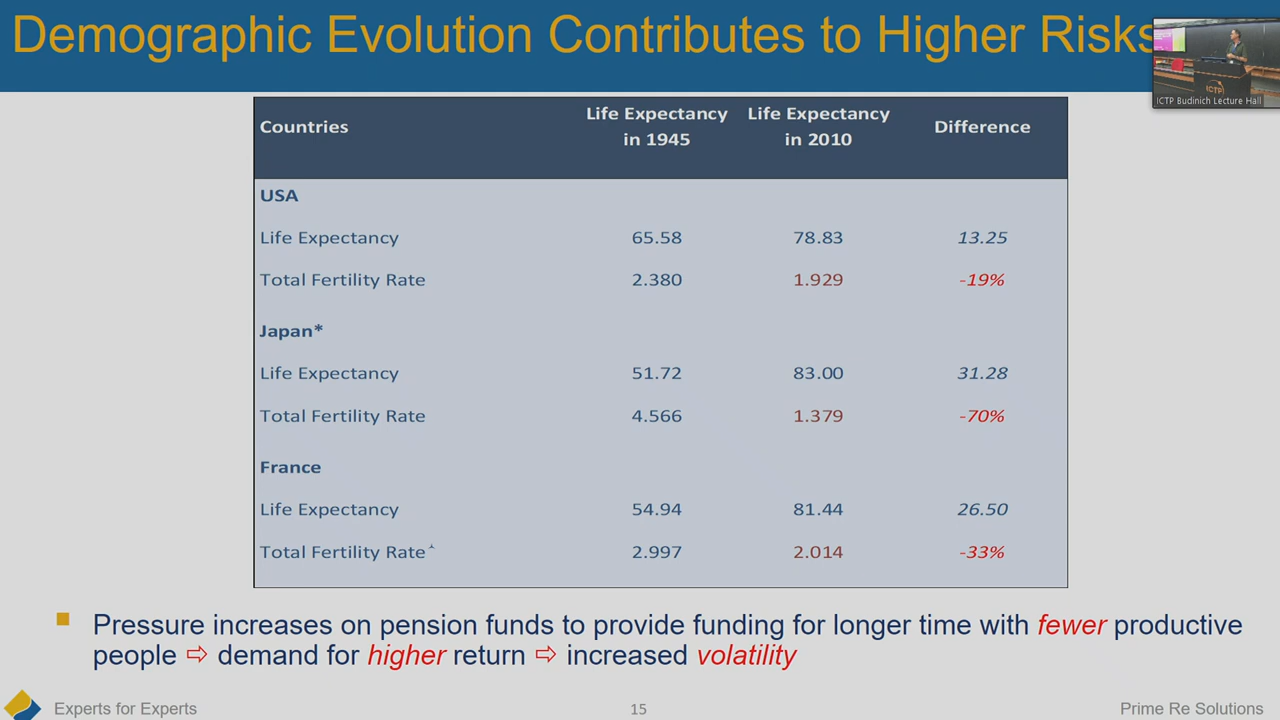 Demographic Evolution Contributes to Higher Risks
ICTP
ICTP Budinich Lecture Hall
Countries Life Expectancy in 1945 Life Expectancy in 2010 Difference
USA
Life Expectancy 65.58 78.83 13.25
Total Fertility Rate 2.380 1.929 -19%
Japan*
Life Expectancy 51.72 83.00 31.28
Total Fertility Rate 4.566 1.379 -70%
France
Life Expectancy 54.94 81.44 26.50
Total Fertility Rate 2.997 2.014 -33%
Pressure increases on pension funds to provide funding for longer time with fewer productive
people ⇨ demand for higher return ⇨ increased volatility
Experts for Experts 15 Prime Re Solutions